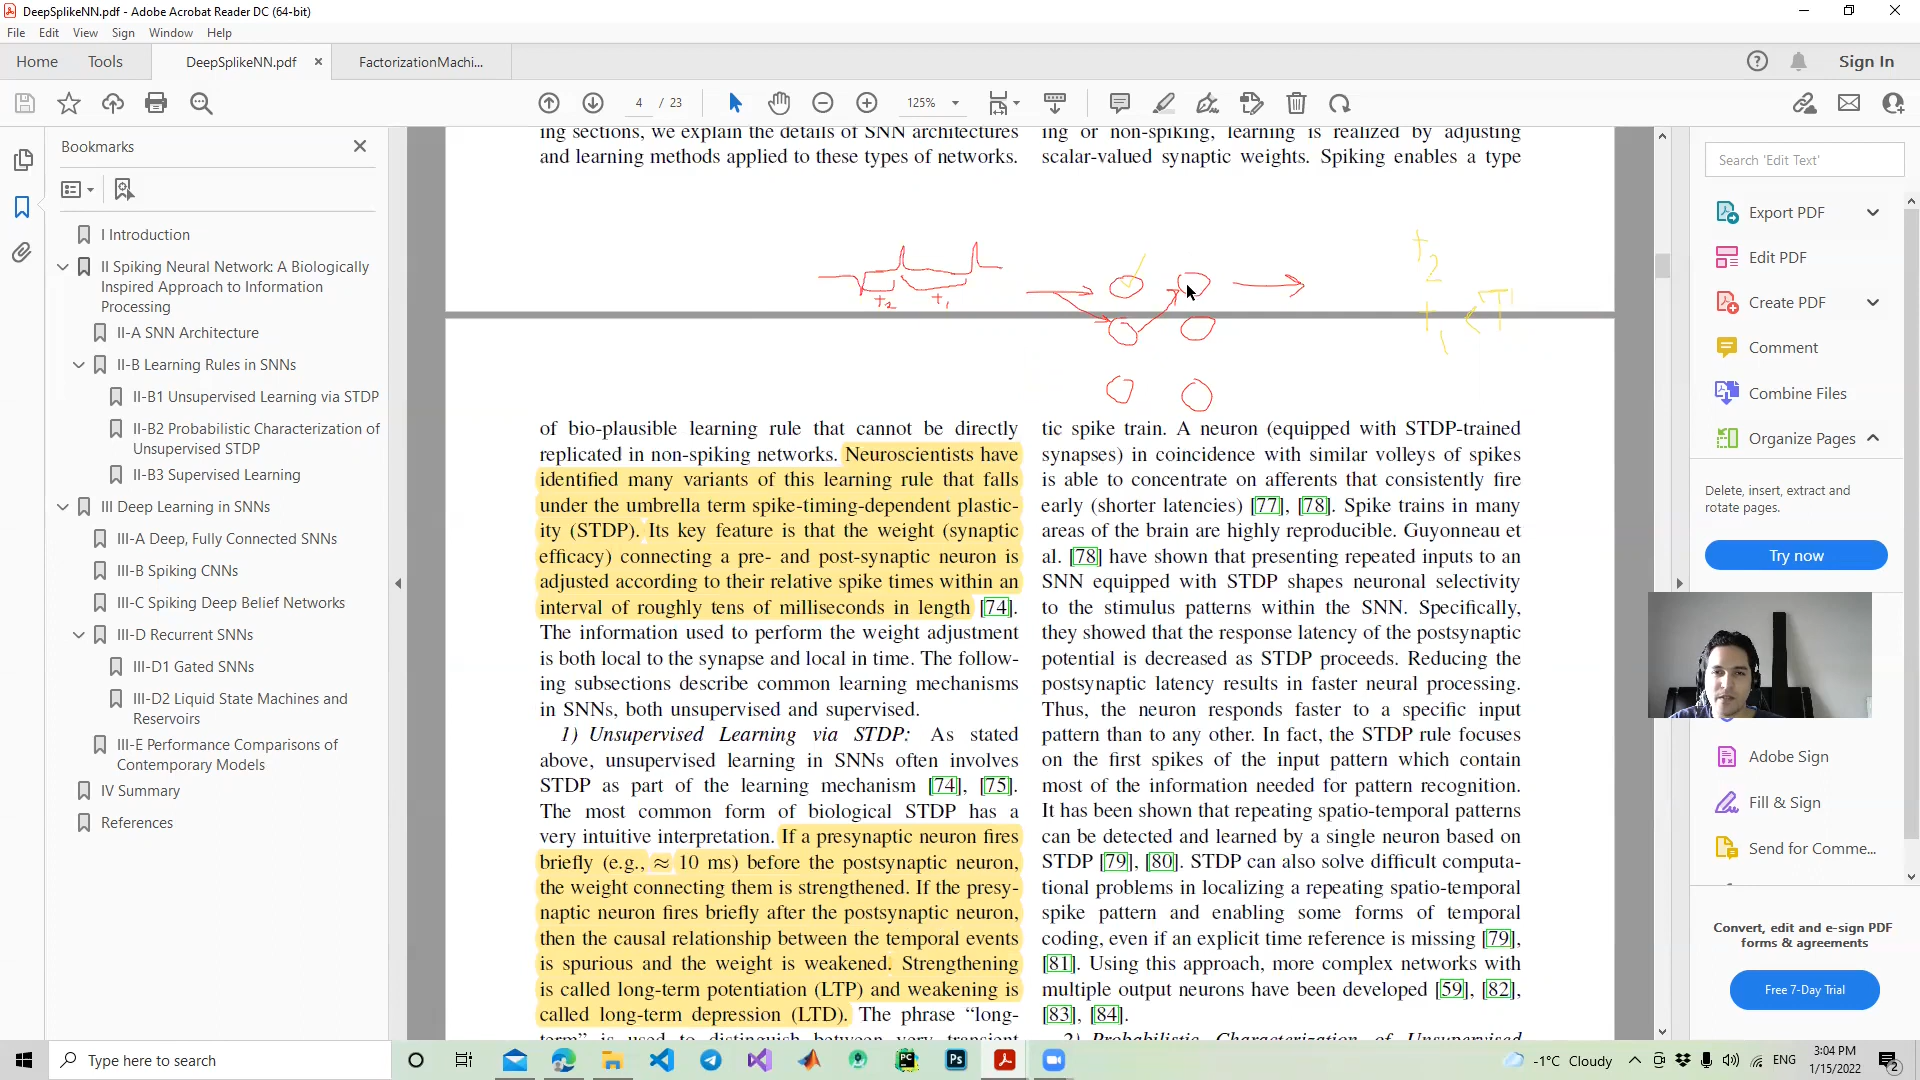 DeepSplikeNN.pdf - Adobe Acrobat Reader DC (64-bit)
File Edit View Sign Window Help
Home Tools DeepSplikeNN.pdf × FactorizationMachi... Sign In
4 / 23 125%
Bookmarks
I Introduction
II Spiking Neural Network: A Biologically
Inspired Approach to Information
Processing
II-A SNN Architecture
II-B Learning Rules in SNNs
II-B1 Unsupervised Learning via STDP
II-B2 Probabilistic Characterization of
Unsupervised STDP
II-B3 Supervised Learning
III Deep Learning in SNNs
III-A Deep, Fully Connected SNNs
III-B Spiking CNNs
III-C Spiking Deep Belief Networks
III-D Recurrent SNNs
III-D1 Gated SNNs
III-D2 Liquid State Machines and
Reservoirs
III-E Performance Comparisons of
Contemporary Models
IV Summary
References
ing sections, we explain the details of SNN architectures
and learning methods applied to these types of networks.
ing or non-spiking, learning is realized by adjusting
scalar-valued synaptic weights. Spiking enables a type
t2 t1
t2
t1 < T
of bio-plausible learning rule that cannot be directly
replicated in non-spiking networks. Neuroscientists have
identified many variants of this learning rule that falls
under the umbrella term spike-timing-dependent plastic-
ity (STDP). Its key feature is that the weight (synaptic
efficacy) connecting a pre- and post-synaptic neuron is
adjusted according to their relative spike times within an
interval of roughly tens of milliseconds in length [74].
The information used to perform the weight adjustment
is both local to the synapse and local in time. The follow-
ing subsections describe common learning mechanisms
in SNNs, both unsupervised and supervised.
1) Unsupervised Learning via STDP: As stated
above, unsupervised learning in SNNs often involves
STDP as part of the learning mechanism [74], [75].
The most common form of biological STDP has a
very intuitive interpretation. If a presynaptic neuron fires
briefly (e.g., ≈ 10 ms) before the postsynaptic neuron,
the weight connecting them is strengthened. If the presy-
naptic neuron fires briefly after the postsynaptic neuron,
then the causal relationship between the temporal events
is spurious and the weight is weakened. Strengthening
is called long-term potentiation (LTP) and weakening is
called long-term depression (LTD). The phrase “long-
term” is used to distinguish between very transient
tic spike train. A neuron (equipped with STDP-trained
synapses) in coincidence with similar volleys of spikes
is able to concentrate on afferents that consistently fire
early (shorter latencies) [77], [78]. Spike trains in many
areas of the brain are highly reproducible. Guyonneau et
al. [78] have shown that presenting repeated inputs to an
SNN equipped with STDP shapes neuronal selectivity
to the stimulus patterns within the SNN. Specifically,
they showed that the response latency of the postsynaptic
potential is decreased as STDP proceeds. Reducing the
postsynaptic latency results in faster neural processing.
Thus, the neuron responds faster to a specific input
pattern than to any other. In fact, the STDP rule focuses
on the first spikes of the input pattern which contain
most of the information needed for pattern recognition.
It has been shown that repeating spatio-temporal patterns
can be detected and learned by a single neuron based on
STDP [79], [80]. STDP can also solve difficult computa-
tional problems in localizing a repeating spatio-temporal
spike pattern and enabling some forms of temporal
coding, even if an explicit time reference is missing [79],
[81]. Using this approach, more complex networks with
multiple output neurons have been developed [59], [82],
[83], [84].
2) Probabilistic Characterization of Unsupervised
Search 'Edit Text'
Export PDF
Edit PDF
Create PDF
Comment
Combine Files
Organize Pages
Delete, insert, extract and
rotate pages.
Try now
Adobe Sign
Fill & Sign
Send for Comme...
Convert, edit and e-sign PDF
forms & agreements
Free 7-Day Trial
Type here to search
PC
Ps
-1°C Cloudy
ENG
3:04 PM
1/15/2022
2